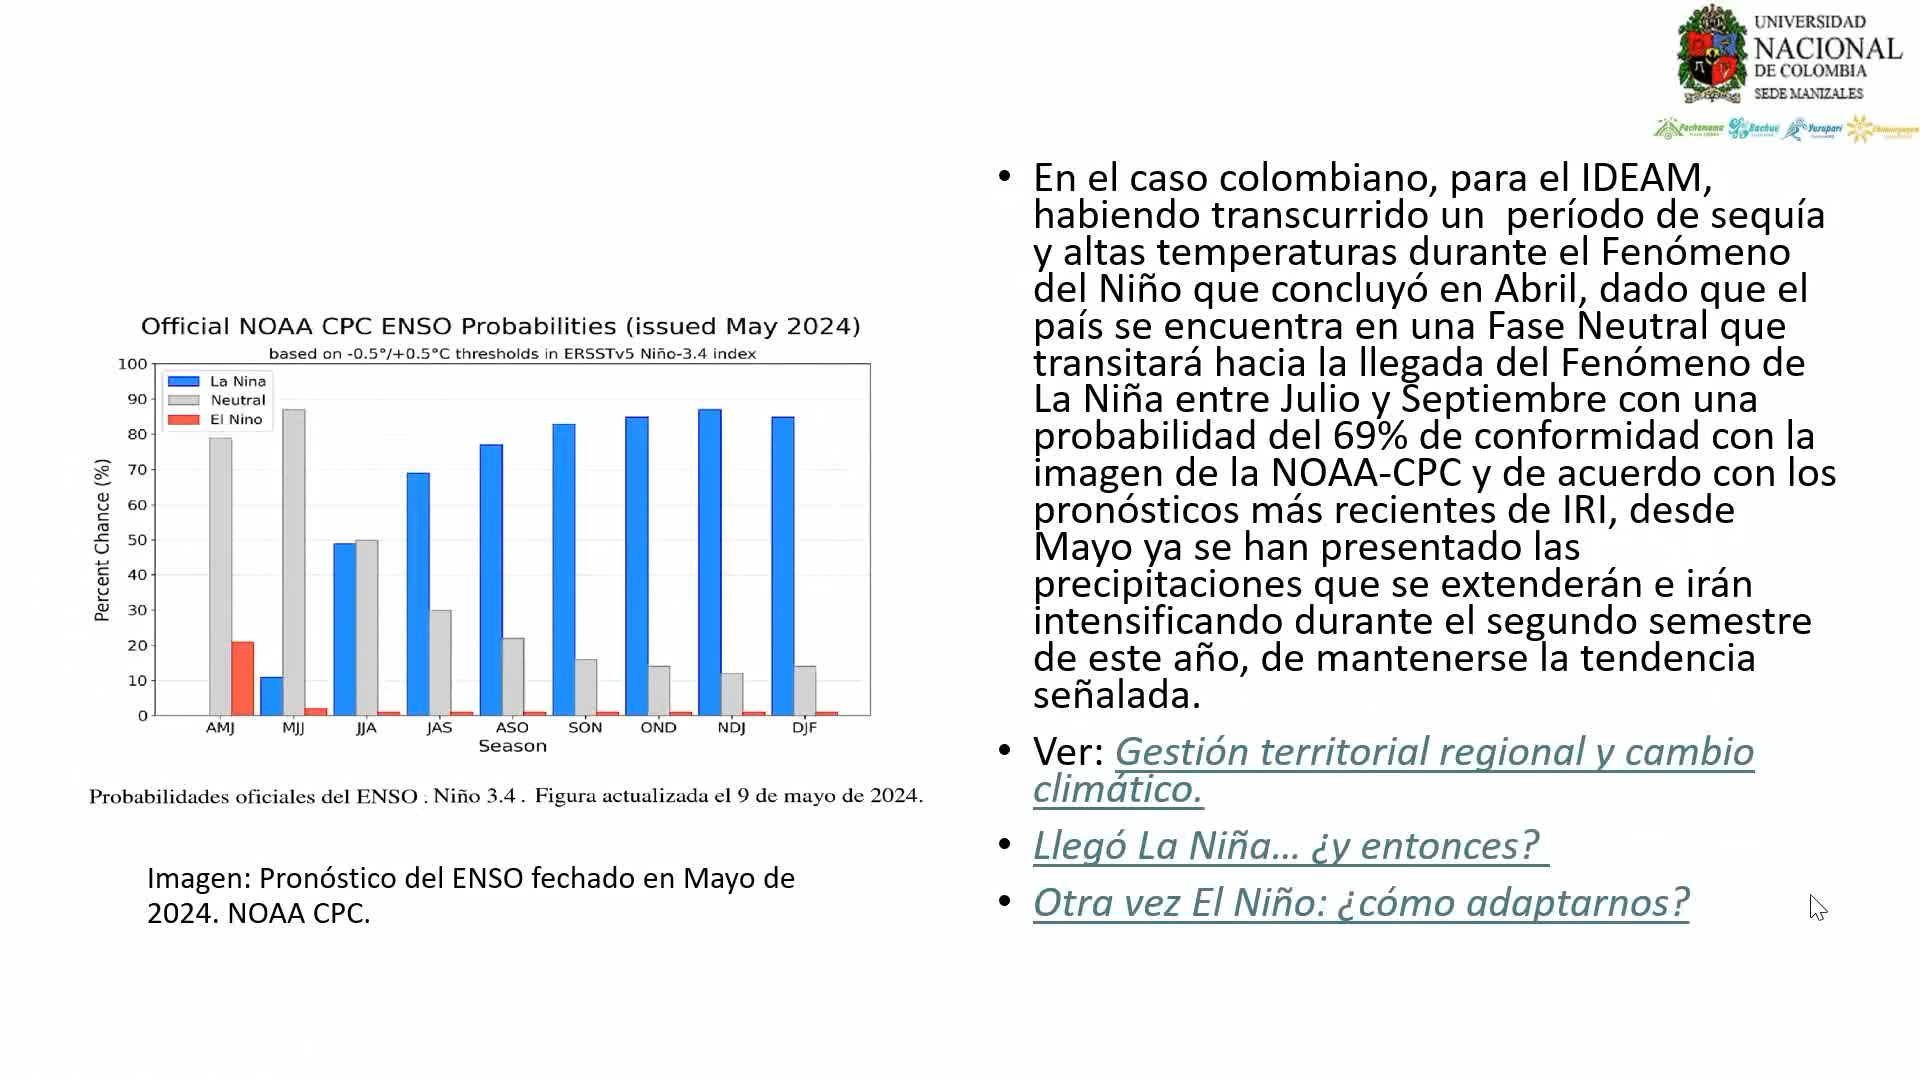 UNIVERSIDAD
NACIONAL
DE COLOMBIA
SEDE MANIZALES
Pachamama
Bachué
Yurupari
En el caso colombiano, para el IDEAM,
habiendo transcurrido un período de sequía
y altas temperaturas durante el Fenómeno
del Niño que concluyó en Abril, dado que el
país se encuentra en una Fase Neutral que
transitará hacia la llegada del Fenómeno de
La Niña entre Julio y Septiembre con una
probabilidad del 69% de conformidad con la
imagen de la NOAA-CPC y de acuerdo con los
pronósticos más recientes de IRI, desde
Mayo ya se han presentado las
precipitaciones que se extenderán e irán
intensificando durante el segundo semestre
de este año, de mantenerse la tendencia
señalada.
Ver: Gestión territorial regional y cambio
climático.
Llegó La Niña... ¿y entonces?
Otra vez El Niño: ¿cómo adaptarnos?
Official NOAA CPC ENSO Probabilities (issued May 2024)
based on -0.5°/+0.5°C thresholds in ERSSTv5 Niño-3.4 index
La Nina
Neutral
El Nino
Percent Chance (%)
100
90
80
70
60
50
40
30
20
10
0
AMJ MJJ JJA JAS ASO SON OND NDJ DJF
Season
Probabilidades oficiales del ENSO : Niño 3.4 . Figura actualizada el 9 de mayo de 2024.
Imagen: Pronóstico del ENSO fechado en Mayo de
2024. NOAA CPC.